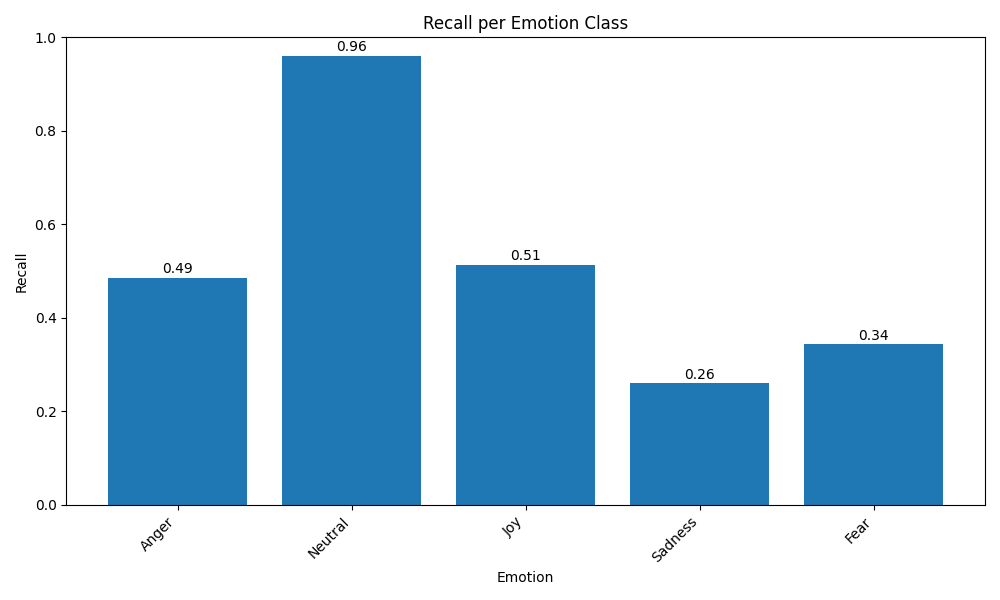 Recall per Emotion Class
1.0
0.8
0.6
0.4
0.2
0.0
Recall
0.49
0.96
0.51
0.26
0.34
Anger
Neutral
Joy
Sadness
Fear
Emotion